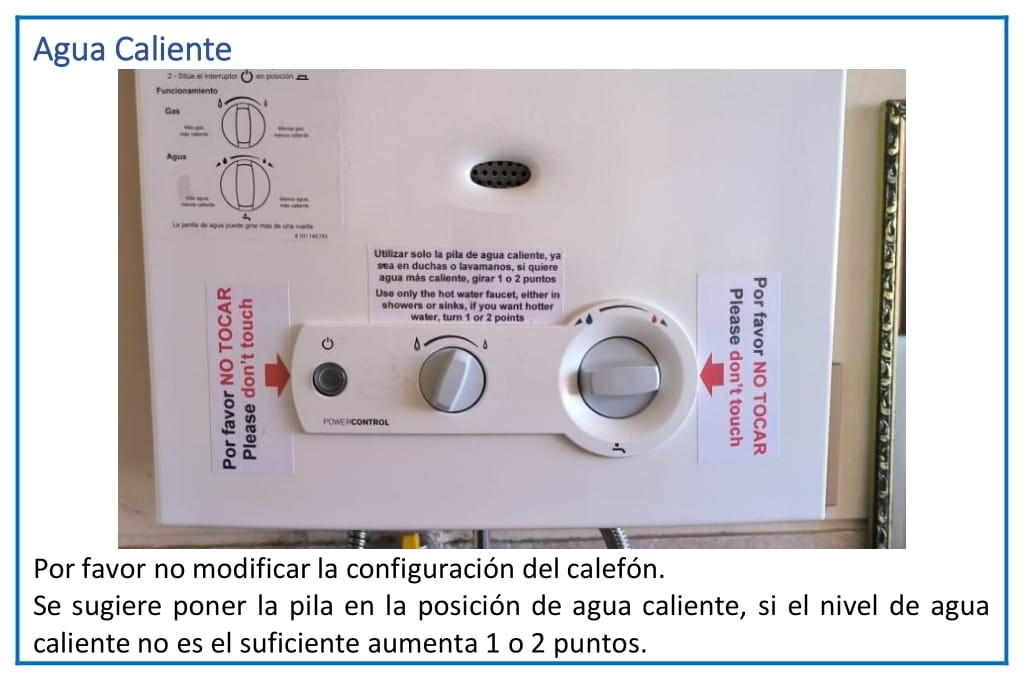 Agua Caliente
2 - Sitúe el interruptor en posición
Funcionamiento
Gas
Más gas, más caliente
Menos gas, menos caliente
Agua
Más agua, menos caliente
Menos agua, más caliente
La perilla de agua puede girar más de una vuelta
Utilizar solo la pila de agua caliente, ya
sea en duchas o lavamanos, si quiere
agua más caliente, girar 1 o 2 puntos
Use only the hot water faucet, either in
showers or sinks, if you want hotter
water, turn 1 or 2 points
Por favor NO TOCAR
Please don't touch
POWERCONTROL
Por favor NO TOCAR
Please don't touch
Por favor no modificar la configuración del calefón.
Se sugiere poner la pila en la posición de agua caliente, si el nivel de agua
caliente no es el suficiente aumenta 1 o 2 puntos.